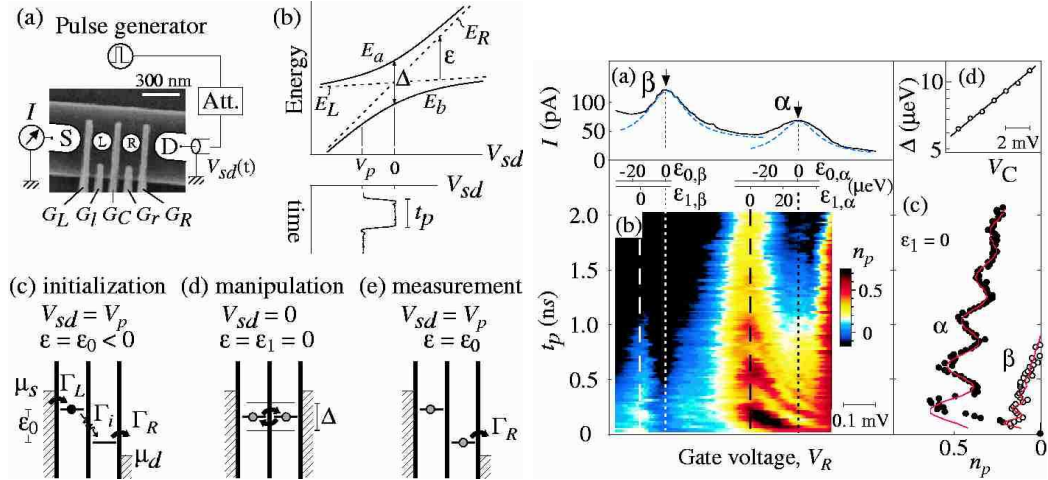 (a)
Pulse generator
300 nm
Att.
I
S
L
R
D
V_sd(t)
G_L G_l G_C G_r G_R
(b)
Energy
E_a
E_R
ε
Δ
E_L
E_b
V_p
0
V_sd
V_sd
time
t_p
(c) initialization
V_sd = V_p
ε = ε_0 < 0
μ_s
Γ_L
ε_0
Γ_i
Γ_R
μ_d
(d) manipulation
V_sd = 0
ε = ε_1 = 0
Δ
(e) measurement
V_sd = V_p
ε = ε_0
Γ_R
(a)
β
α
I (pA)
100
50
0
-20 0 ε_0,β
-20 0 ε_0,α
(μeV)
0 ε_1,β
0 20 ε_1,α
(b)
n_p
0.5
0
t_p (ns)
2.0
1.5
1.0
0.5
0
0.1 mV
Gate voltage, V_R
(d)
Δ (μeV)
10
5
2 mV
V_C
(c)
ε_1 = 0
α
β
0.5
0
n_p